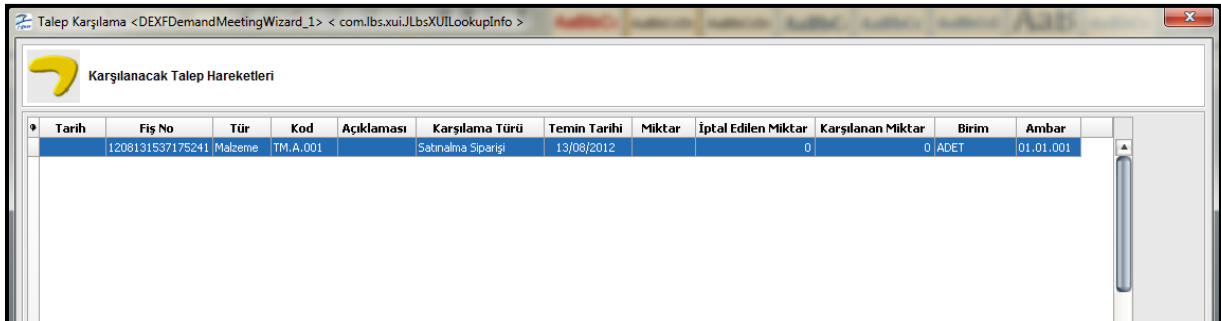 Talep Karşılama <DEXFDemandMeetingWizard_1> < com.lbs.xui.JLbsXUILookupInfo >
Karşılanacak Talep Hareketleri
Tarih Fiş No Tür Kod Açıklaması Karşılama Türü Temin Tarihi Miktar İptal Edilen Miktar Karşılanan Miktar Birim Ambar
1208131537175241 Malzeme TM.A.001 Satınalma Siparişi 13/08/2012 0 0 ADET 01.01.001